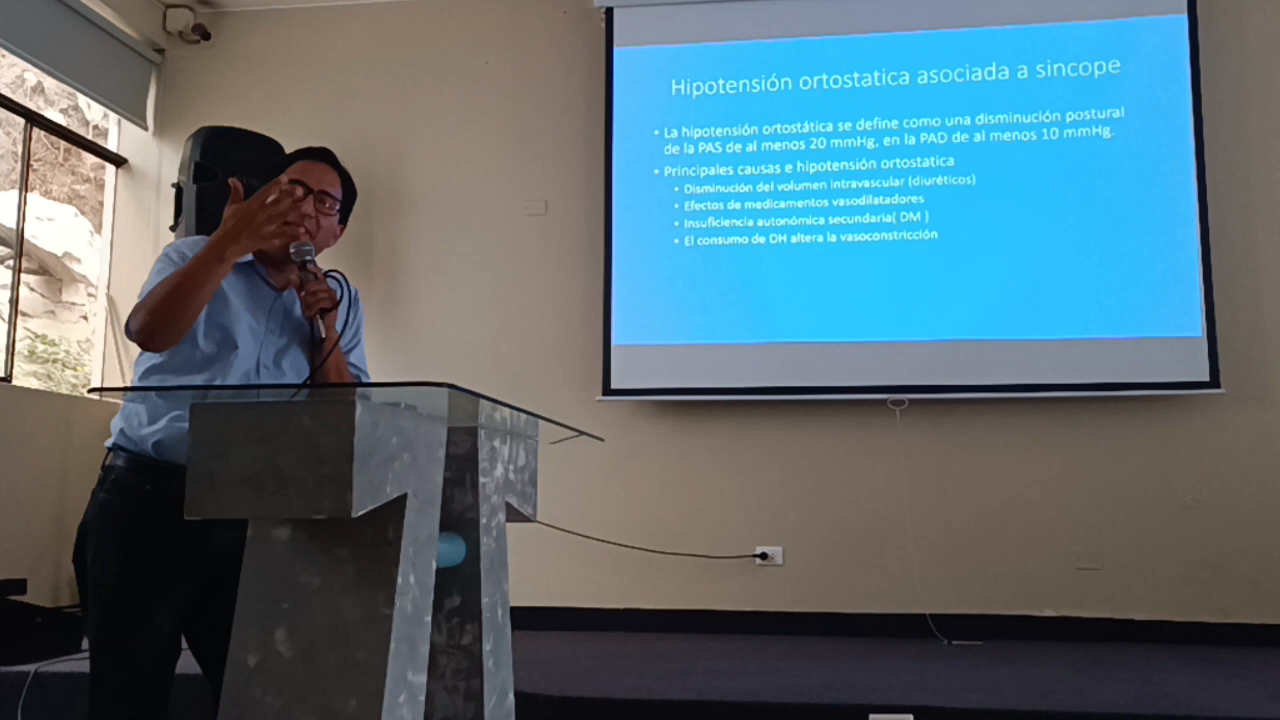 Hipotensión ortostatica asociada a sincope
• La hipotensión ortostática se define como una disminución postural
de la PAS de al menos 20 mmHg, en la PAD de al menos 10 mmHg.
• Principales causas e hipotensión ortostatica
• Disminución del volumen intravascular (diuréticos)
• Efectos de medicamentos vasodilatadores
• Insuficiencia autonómica secundaria( DM )
• El consumo de OH altera la vasoconstricción